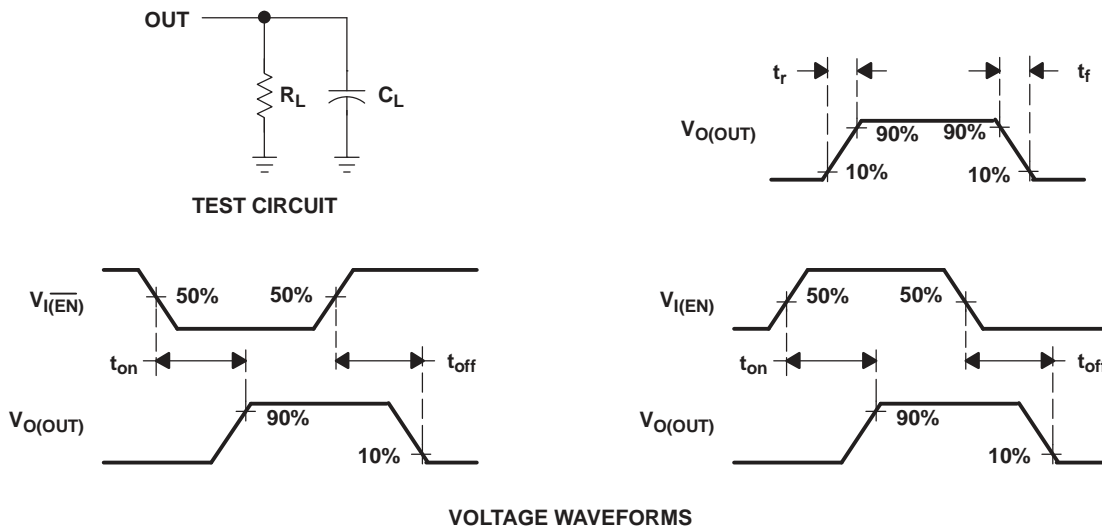 OUT
R_L
C_L
TEST CIRCUIT
t_r
t_f
V_O(OUT)
90%
90%
10%
10%
V_I(E̅N̅)
50%
50%
t_on
t_off
V_O(OUT)
90%
10%
V_I(EN)
50%
50%
t_on
t_off
V_O(OUT)
90%
10%
VOLTAGE WAVEFORMS